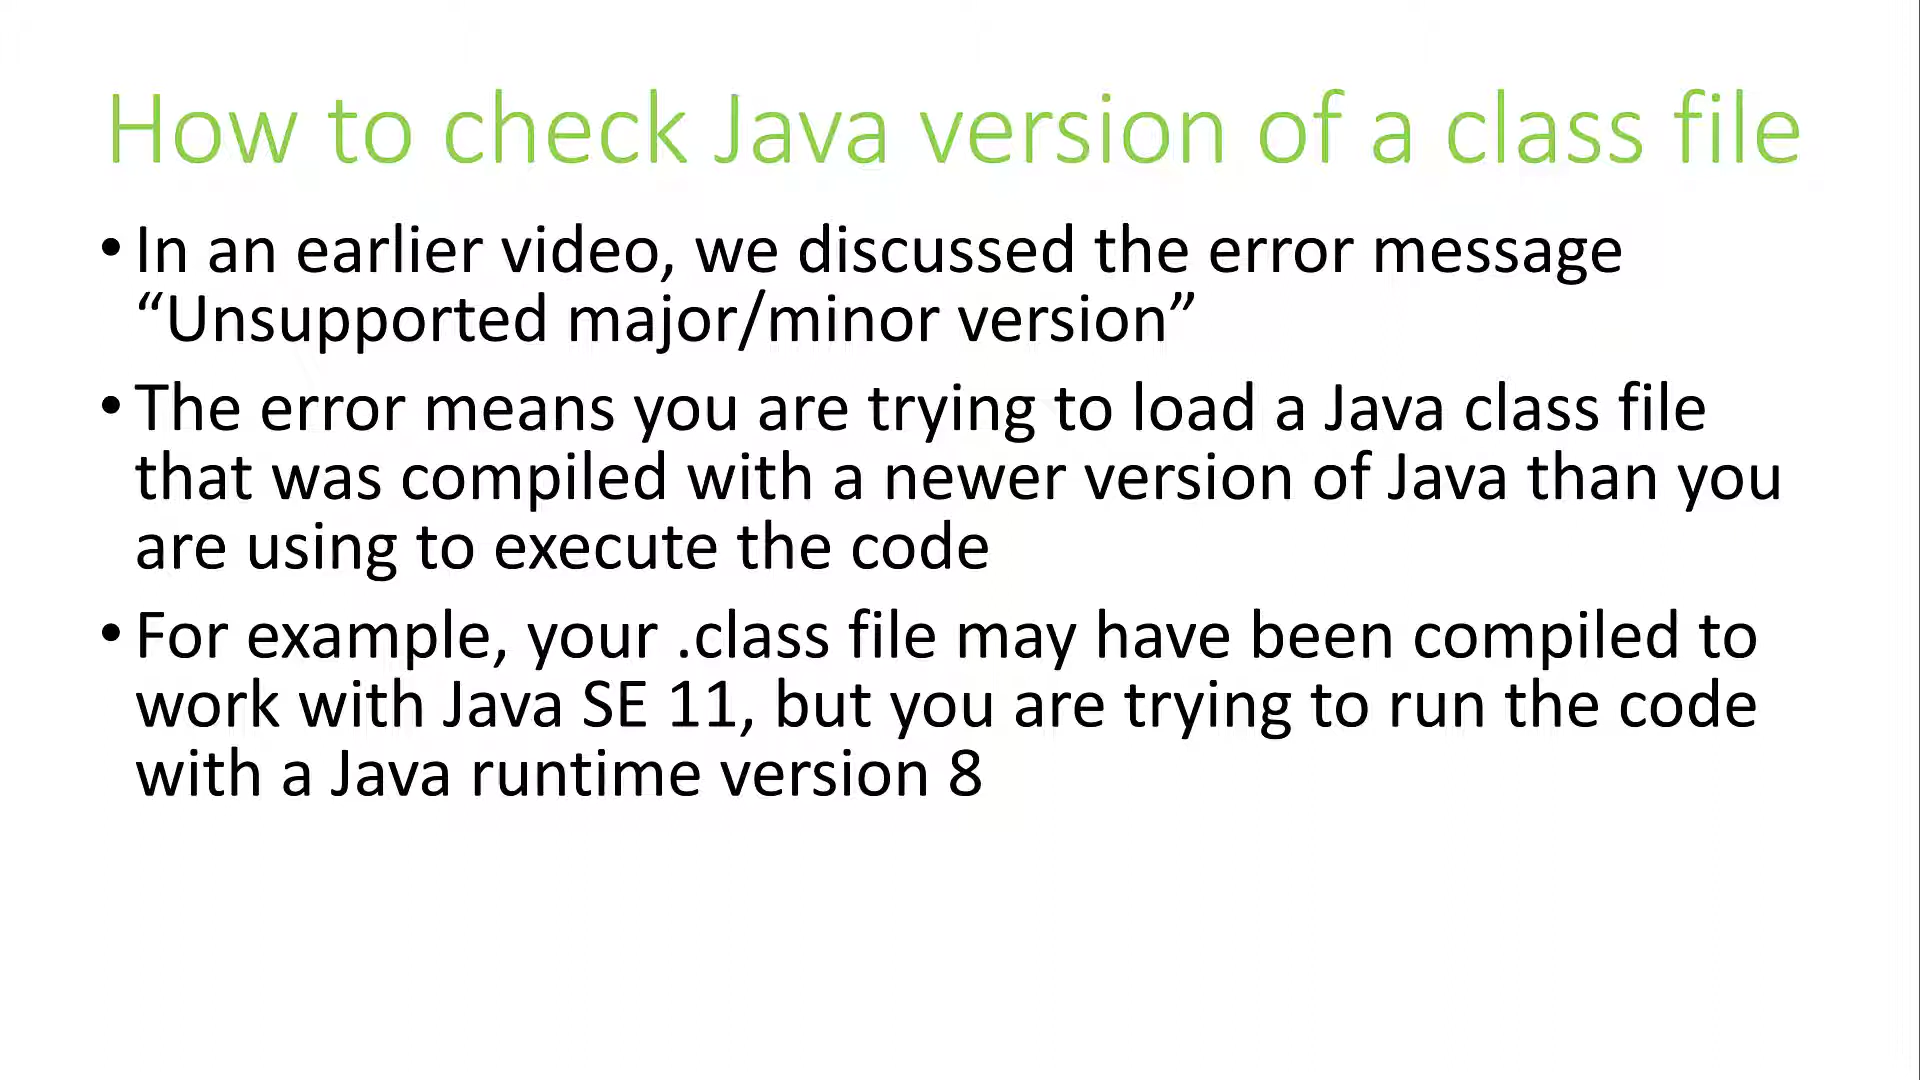 How to check Java version of a class file
• In an earlier video, we discussed the error message
“Unsupported major/minor version”
• The error means you are trying to load a Java class file
that was compiled with a newer version of Java than you
are using to execute the code
• For example, your .class file may have been compiled to
work with Java SE 11, but you are trying to run the code
with a Java runtime version 8